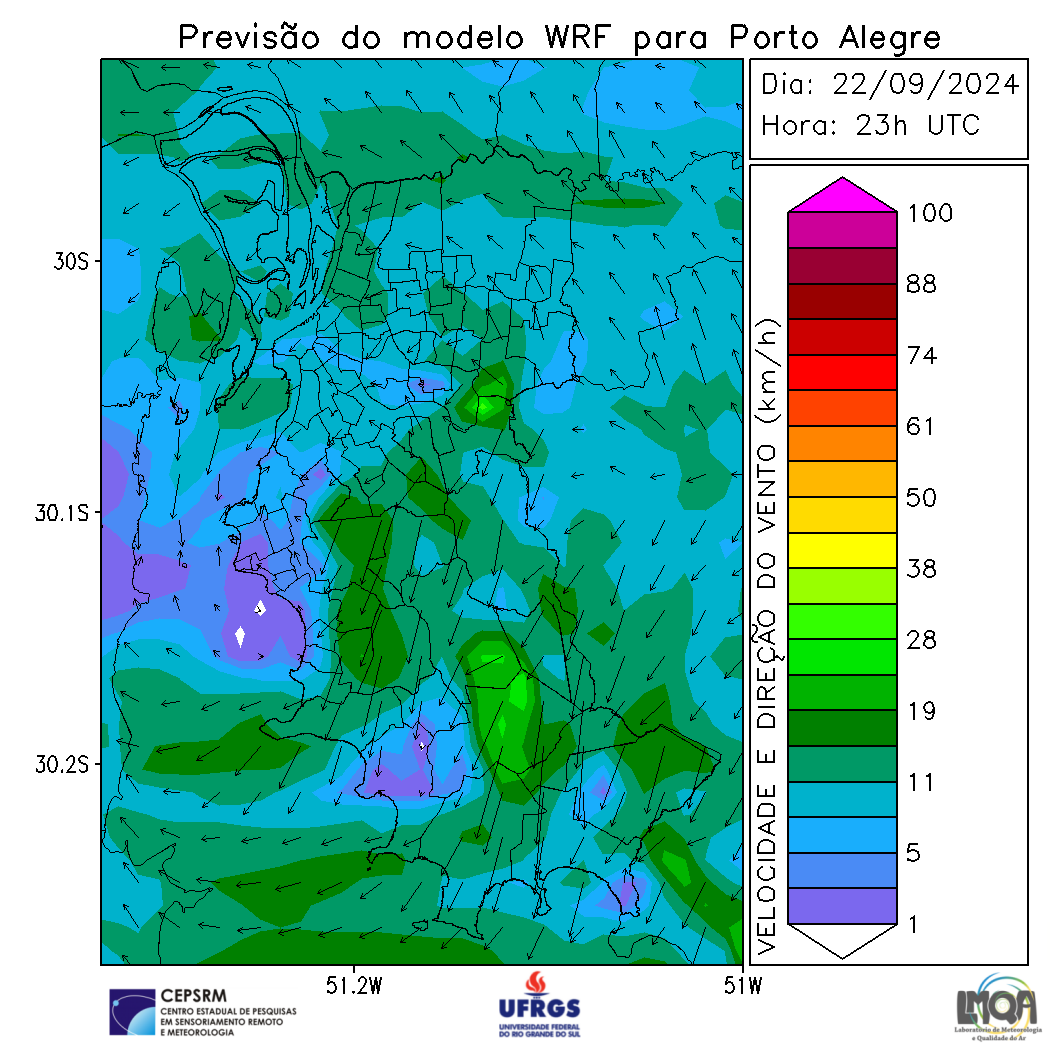 Previsão do modelo WRF para Porto Alegre
Dia: 22/09/2024
Hora: 23h UTC
30S
30.1S
30.2S
51.2W
51W
VELOCIDADE E DIREÇÃO DO VENTO (km/h)
100
88
74
61
50
38
28
19
11
5
1
CEPSRM
CENTRO ESTADUAL DE PESQUISAS
EM SENSORIAMENTO REMOTO
E METEOROLOGIA
UFRGS
UNIVERSIDADE FEDERAL
DO RIO GRANDE DO SUL
LMQA
Laboratório de Meteorologia
e Qualidade do Ar